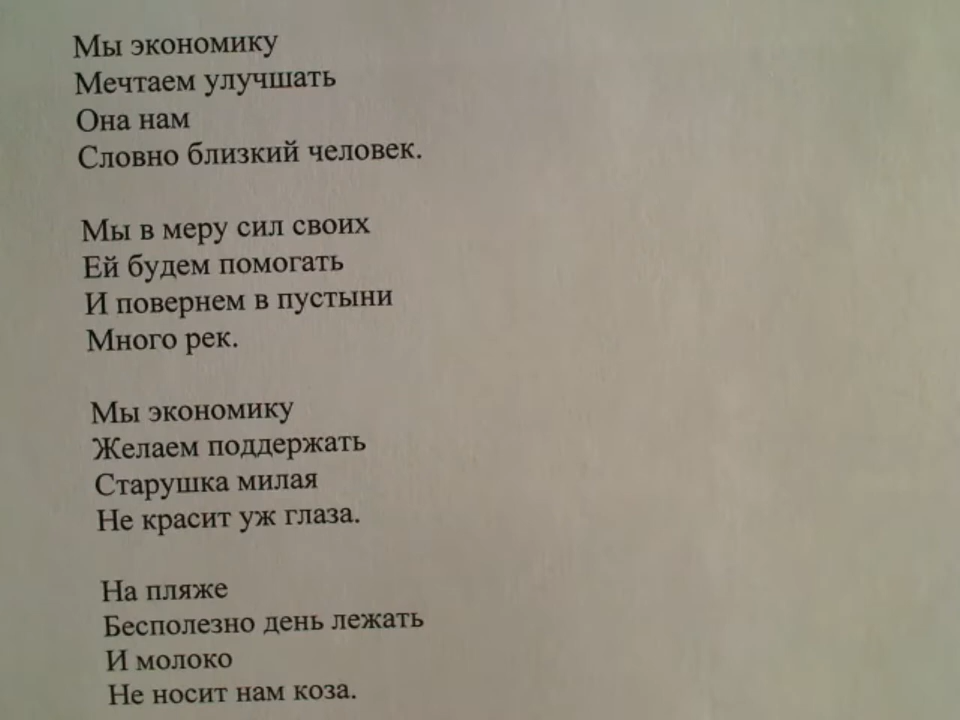 Мы экономику
Мечтаем улучшать
Она нам
Словно близкий человек.
Мы в меру сил своих
Ей будем помогать
И повернем в пустыни
Много рек.
Мы экономику
Желаем поддержать
Старушка милая
Не красит уж глаза.
На пляже
Бесполезно день лежать
И молоко
Не носит нам коза.